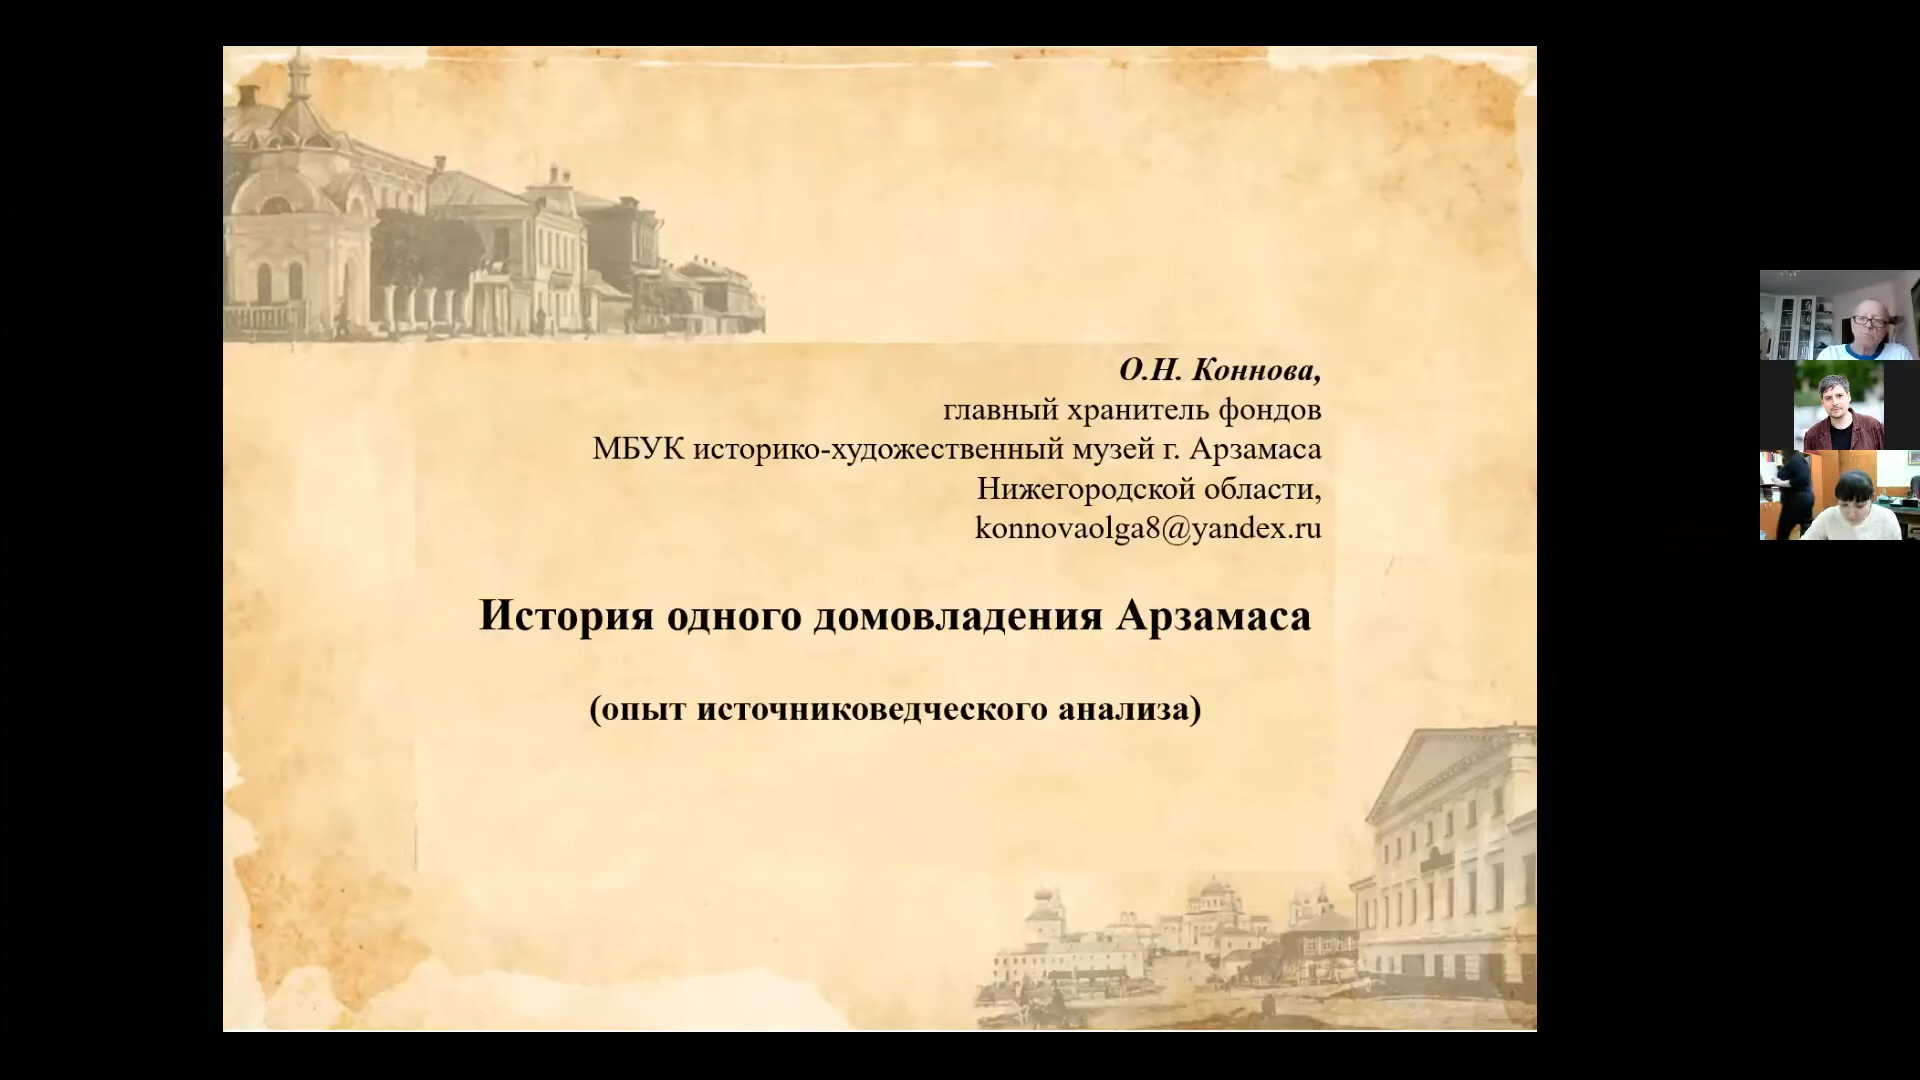 О.Н. Коннова,
главный хранитель фондов
МБУК историко-художественный музей г. Арзамаса
Нижегородской области,
konnovaolga8@yandex.ru
История одного домовладения Арзамаса
(опыт источниковедческого анализа)